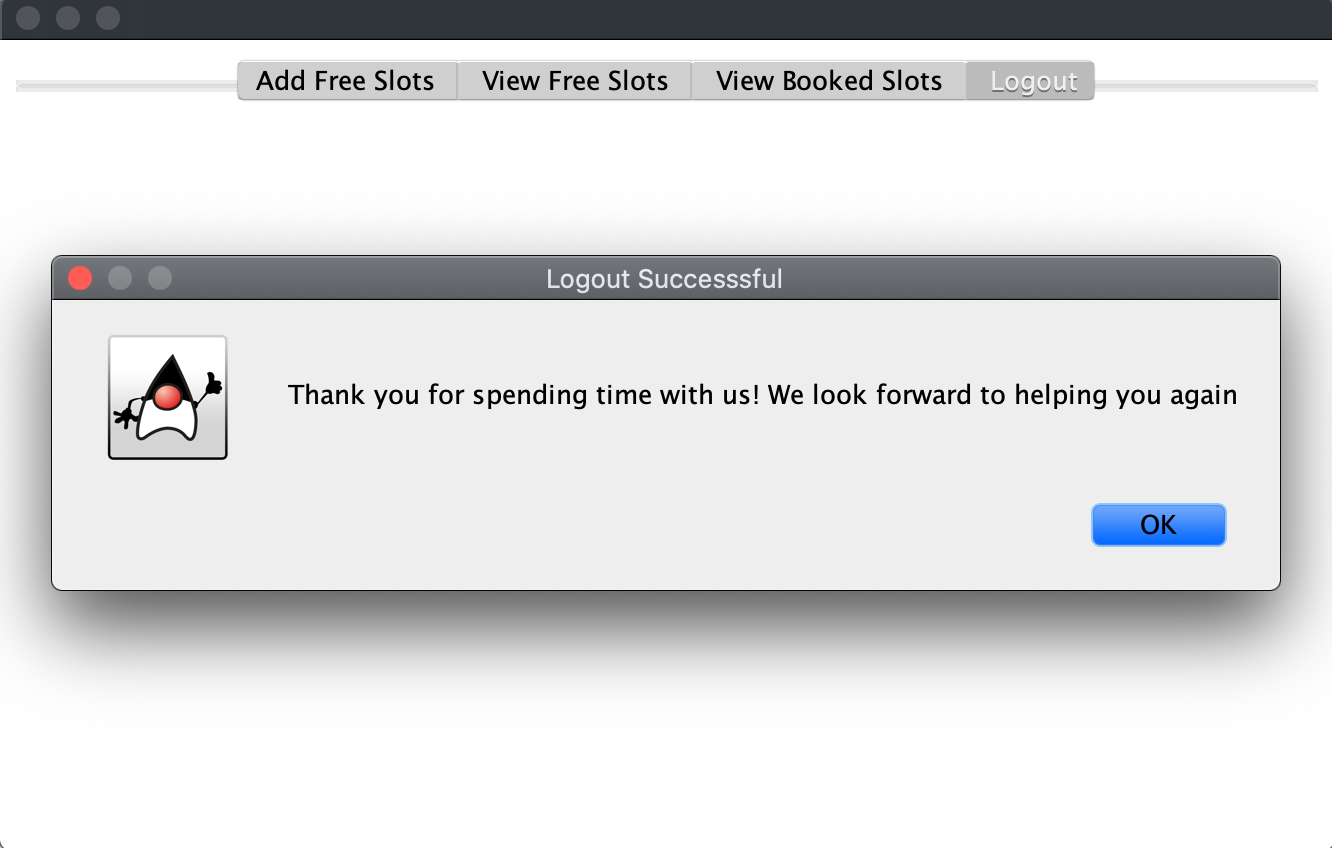 Add Free Slots View Free Slots View Booked Slots Logout
Logout Successsful
Thank you for spending time with us! We look forward to helping you again
OK